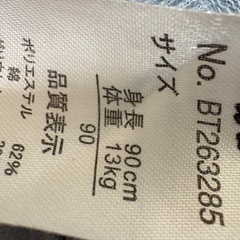 No. BT263285
サイズ
身長 90cm
体重 13kg
90
品質表示
ポリエステル 62%
綿